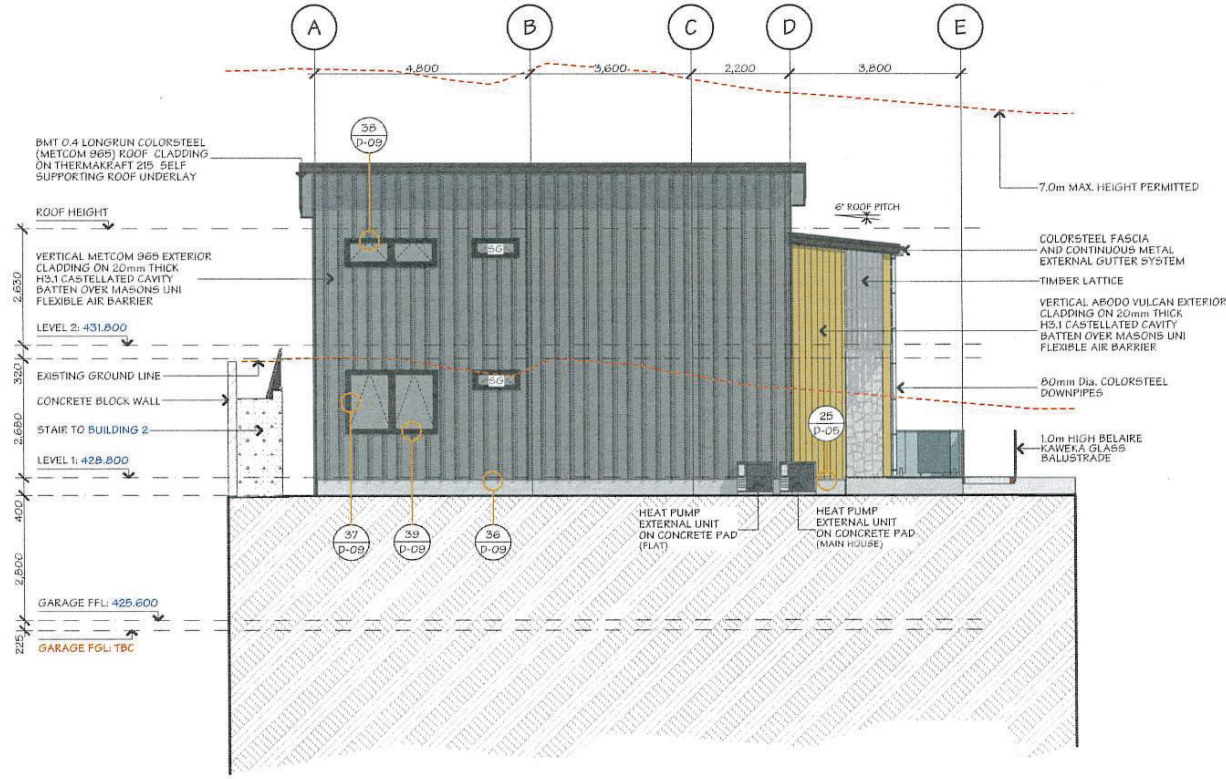 A
B
C
D
E
4,800
3,600
2,200
3,800
38
D-09
BMT 0.4 LONGRUN COLORSTEEL
(METCOM 965) ROOF CLADDING
ON THERMAKRAFT 215 SELF
SUPPORTING ROOF UNDERLAY
7.0m MAX. HEIGHT PERMITTED
ROOF HEIGHT
6° ROOF PITCH
COLORSTEEL FASCIA
AND CONTINUOUS METAL
EXTERNAL GUTTER SYSTEM
SG
VERTICAL METCOM 965 EXTERIOR
CLADDING ON 20mm THICK
H3.1 CASTELLATED CAVITY
BATTEN OVER MASONS UNI
FLEXIBLE AIR BARRIER
TIMBER LATTICE
2,630
VERTICAL ABODO VULCAN EXTERIOR
CLADDING ON 20mm THICK
H3.1 CASTELLATED CAVITY
BATTEN OVER MASONS UNI
FLEXIBLE AIR BARRIER
LEVEL 2: 431.800
320
EXISTING GROUND LINE
SG
80mm Dia. COLORSTEEL
DOWNPIPES
CONCRETE BLOCK WALL
25
D-05
STAIR TO BUILDING 2
2,680
1.0m HIGH BELAIRE
KAWEKA GLASS
BALUSTRADE
LEVEL 1: 428.800
400
HEAT PUMP
EXTERNAL UNIT
ON CONCRETE PAD
(FLAT)
HEAT PUMP
EXTERNAL UNIT
ON CONCRETE PAD
(MAIN HOUSE)
37
D-09
39
D-09
36
D-09
2,800
GARAGE FFL: 425.600
225
GARAGE FGL: TBC